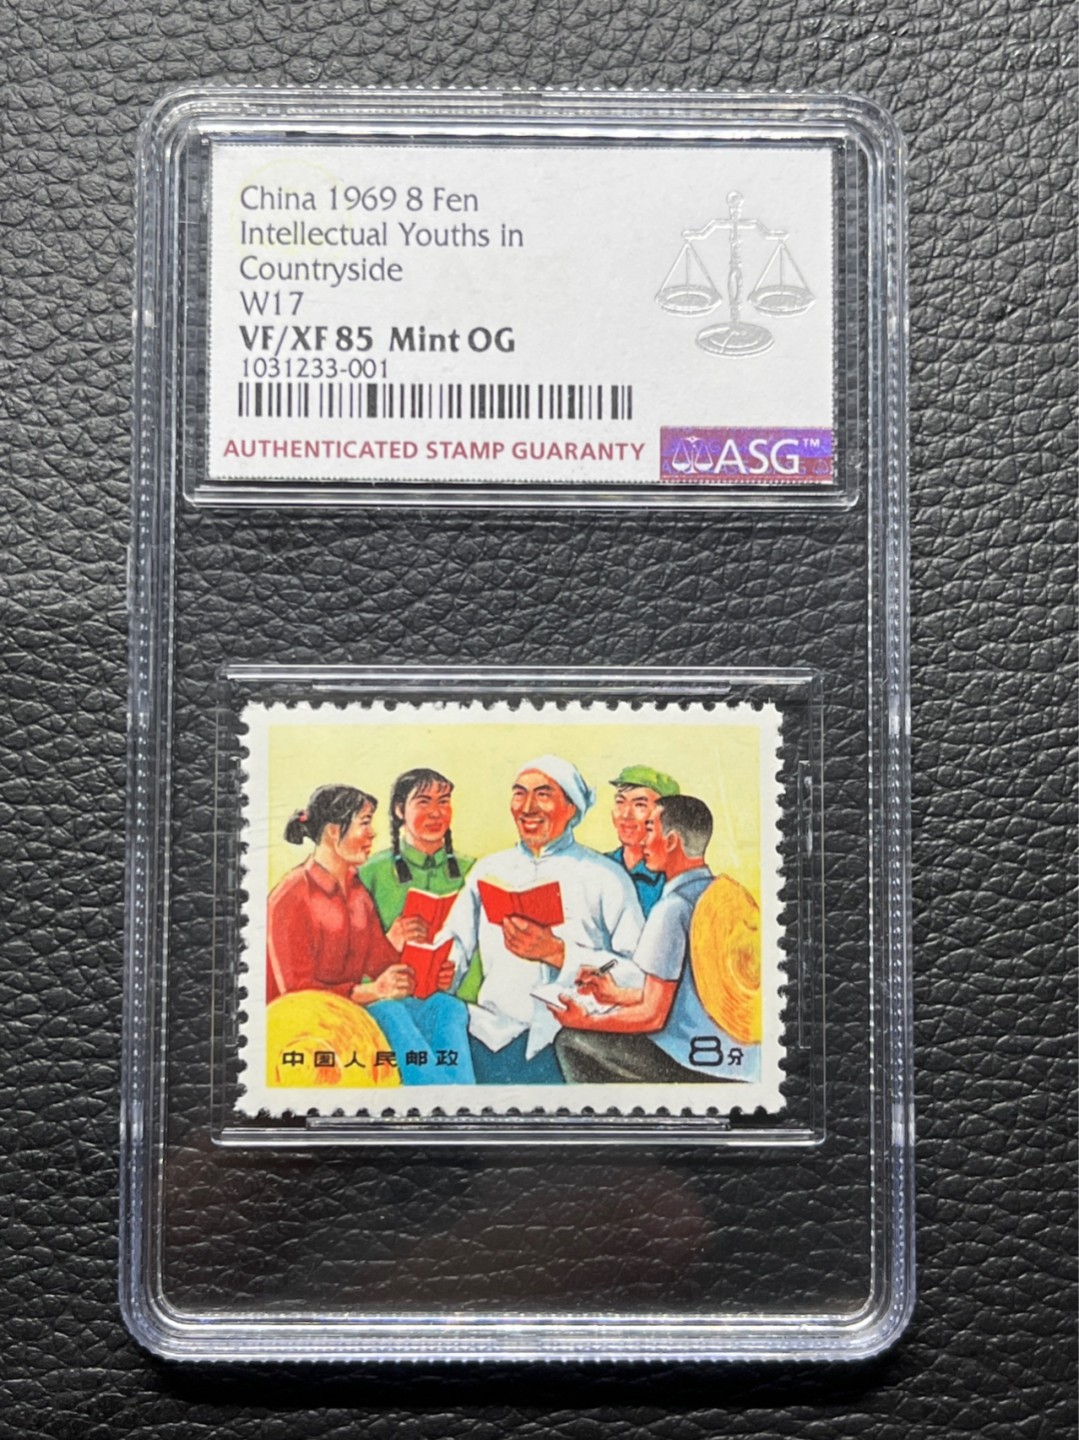 China 1969 8 Fen
Intellectual Youths in
Countryside
W17
VF/XF 85 Mint OG
1031233-001
AUTHENTICATED STAMP GUARANTY
ASG™
中国人民邮政
8分